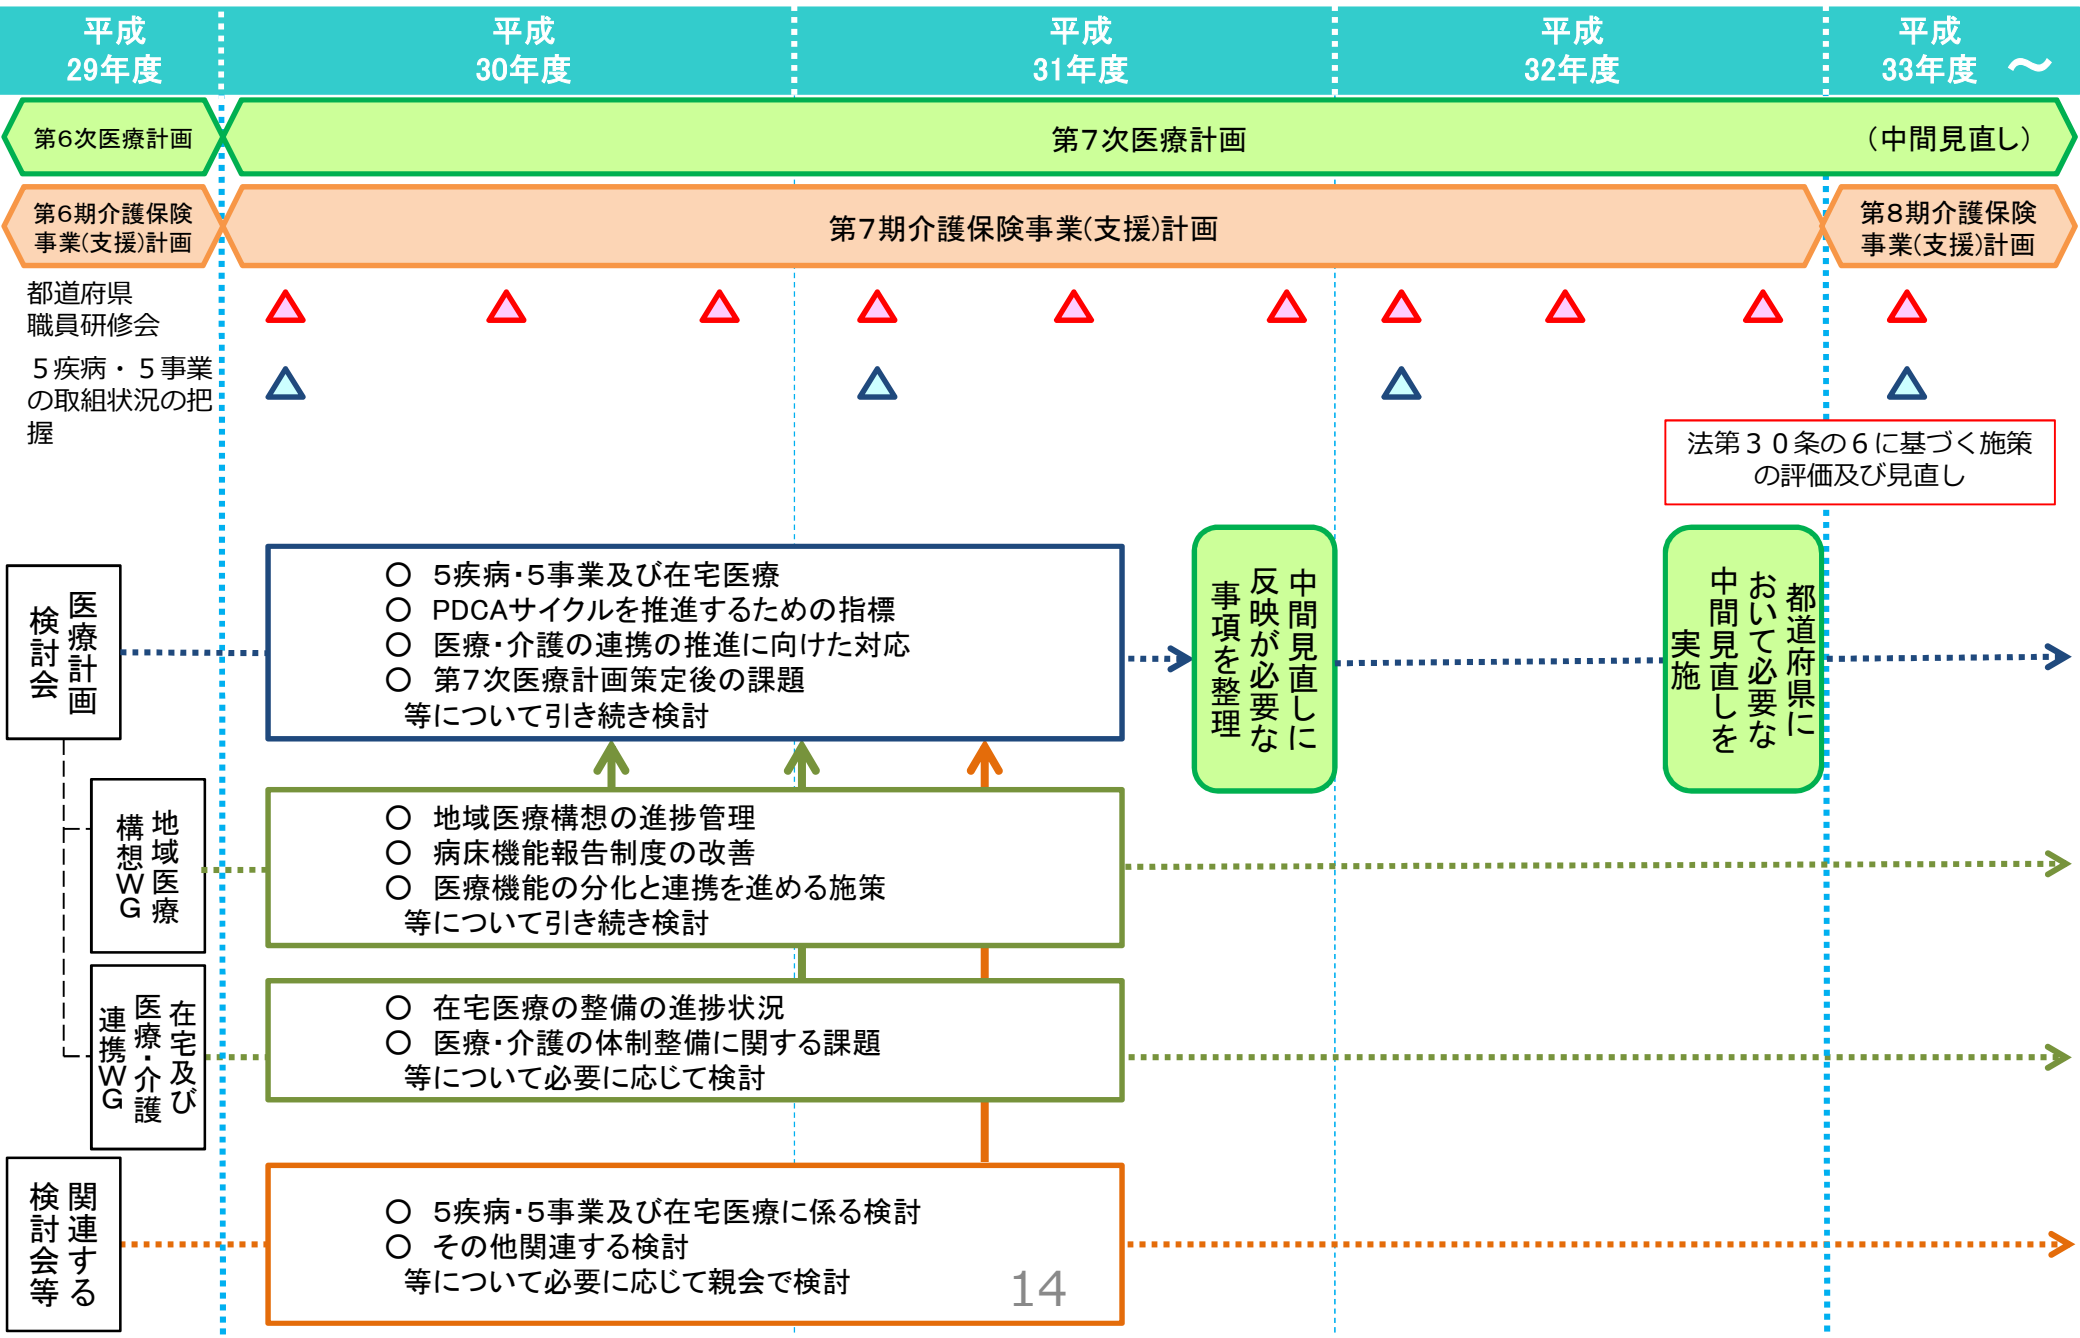 平成
29年度
平成
30年度
平成
31年度
平成
32年度
平成
33年度 ～
第6次医療計画
第7次医療計画
(中間見直し)
第6期介護保険
事業(支援)計画
第7期介護保険事業(支援)計画
第8期介護保険
事業(支援)計画
都道府県
職員研修会
５疾病・５事業
の取組状況の把
握
法第３０条の６に基づく施策
の評価及び見直し
医療計画
検討会
○ 5疾病・5事業及び在宅医療
○ PDCAサイクルを推進するための指標
○ 医療・介護の連携の推進に向けた対応
○ 第7次医療計画策定後の課題
等について引き続き検討
中間見直しに
反映が必要な
事項を整理
都道府県に
おいて必要な
中間見直しを
実施
地域医療
構想WG
○ 地域医療構想の進捗管理
○ 病床機能報告制度の改善
○ 医療機能の分化と連携を進める施策
等について引き続き検討
在宅及び
医療・介護
連携WG
○ 在宅医療の整備の進捗状況
○ 医療・介護の体制整備に関する課題
等について必要に応じて検討
関連する
検討会等
○ 5疾病・5事業及び在宅医療に係る検討
○ その他関連する検討
等について必要に応じて親会で検討
14